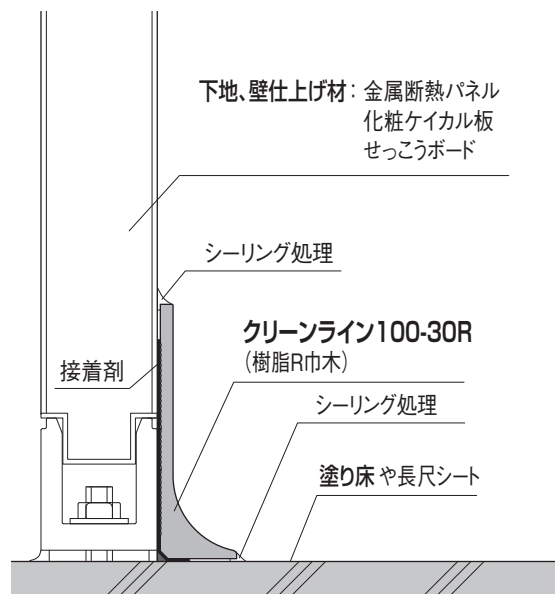 下地、壁仕上げ材：金属断熱パネル
化粧ケイカル板
せっこうボード
シーリング処理
クリーンライン100-30R
（樹脂R巾木）
接着剤
シーリング処理
塗り床や長尺シート